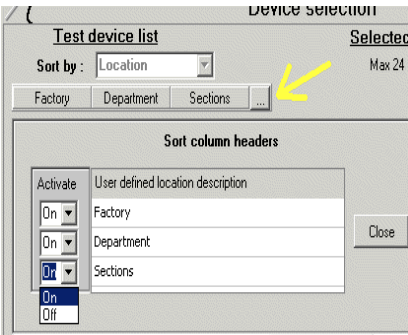 Device selection
Test device list
Selected
Sort by : Location
Max 24
Factory Department Sections ...
Sort column headers
Activate User defined location description
On Factory
On Department
Close
On Sections
On
Off